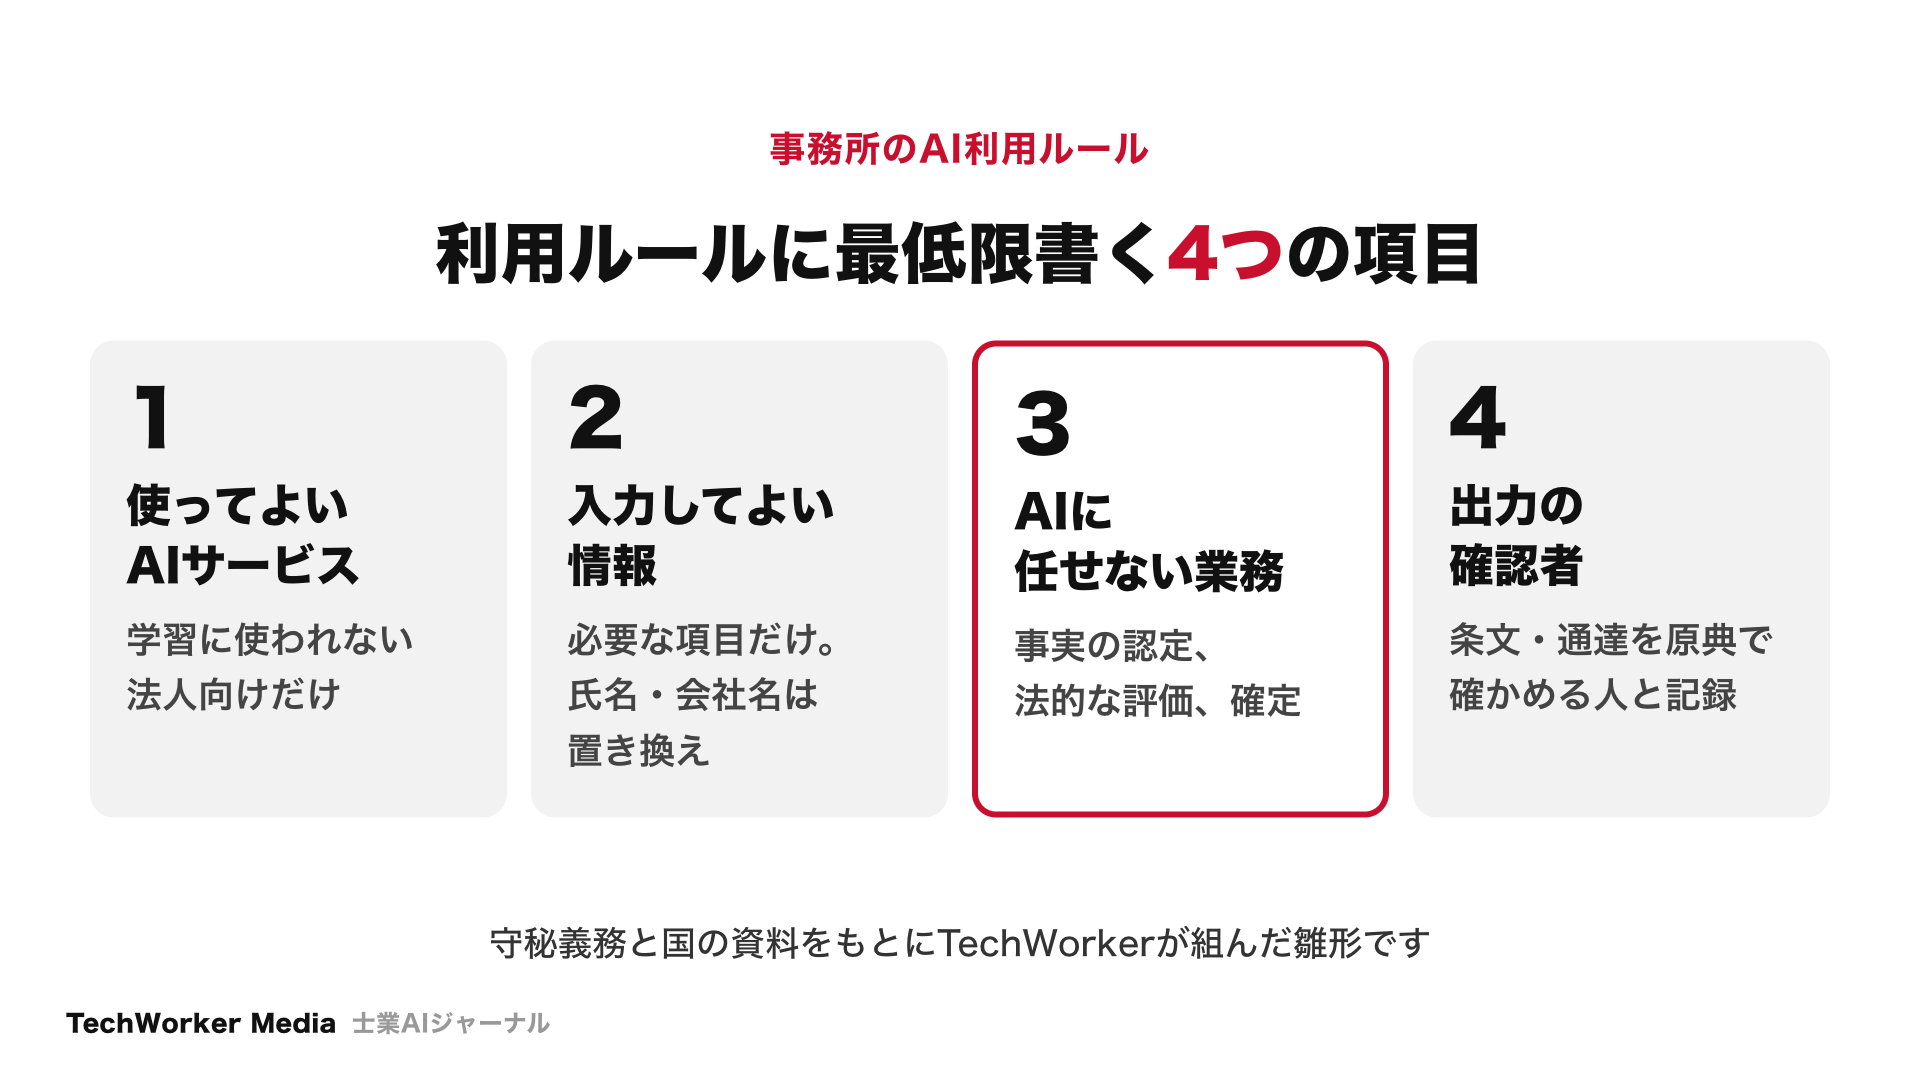 事務所のAI利用ルール
利用ルールに最低限書く4つの項目
1
使ってよい
AIサービス
学習に使われない
法人向けだけ
2
入力してよい
情報
必要な項目だけ。
氏名・会社名は
置き換え
3
AIに
任せない業務
事実の認定、
法的な評価、確定
4
出力の
確認者
条文・通達を原典で
確かめる人と記録
守秘義務と国の資料をもとにTechWorkerが組んだ雛形です
TechWorker Media 士業AIジャーナル